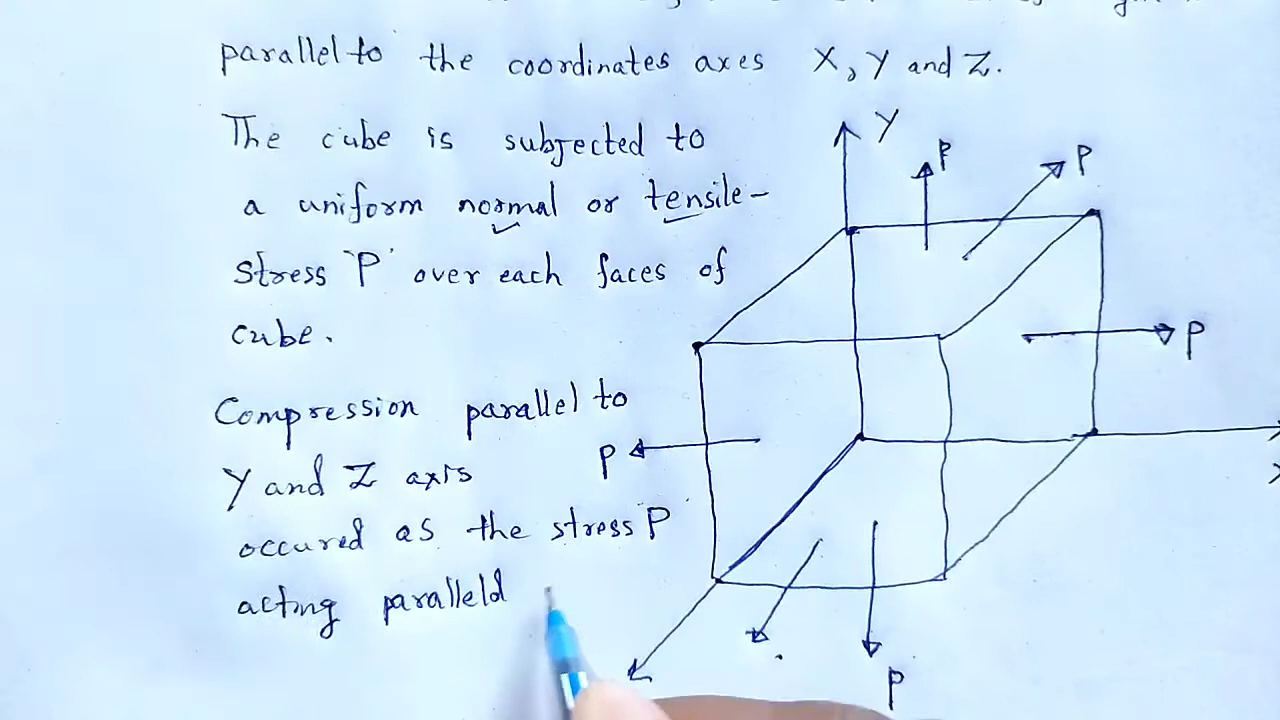 parallel to the coordinates axes X, Y and Z.
The cube is subjected to
a uniform normal or tensile-
stress 'P' over each faces of
cube.
Compression parallel to
Y and Z axis
occured as the stress P
acting paralleld
Y
P
P
P
P
P
X